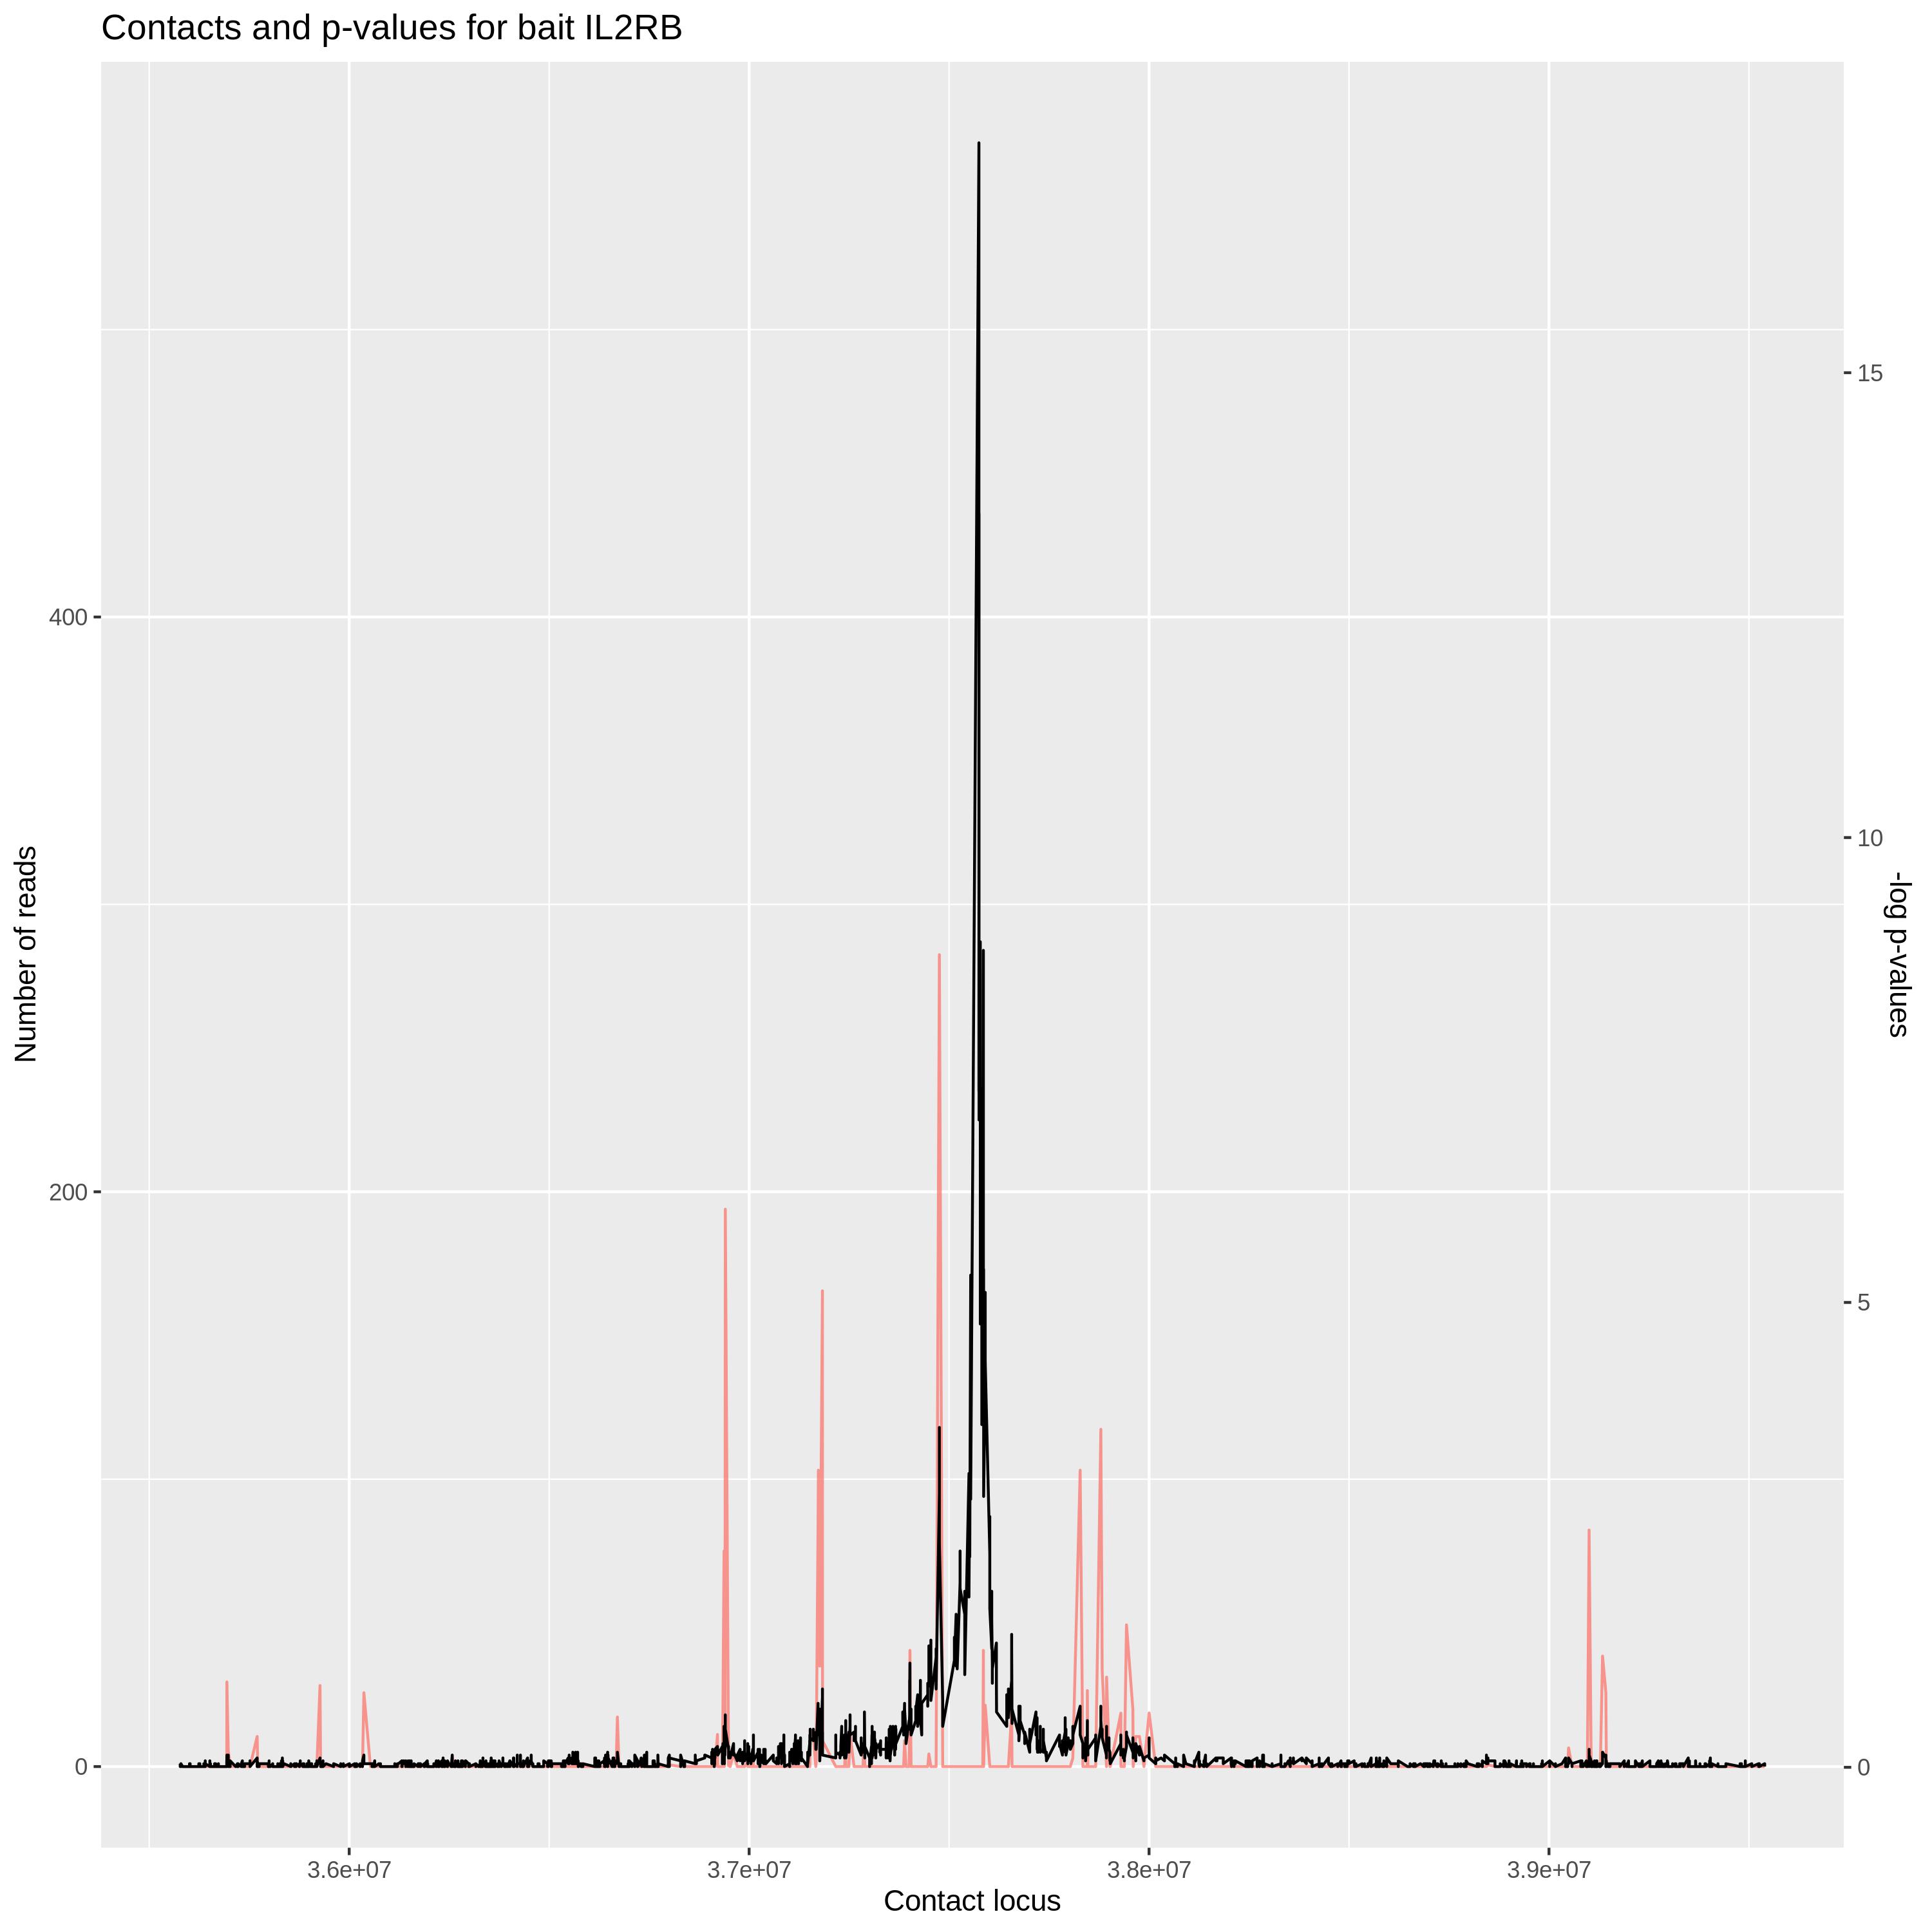 Contacts and p-values for bait IL2RB
Number of reads
400
200
0
15
10
5
0
-log p-values
3.6e+07
3.7e+07
3.8e+07
3.9e+07
Contact locus